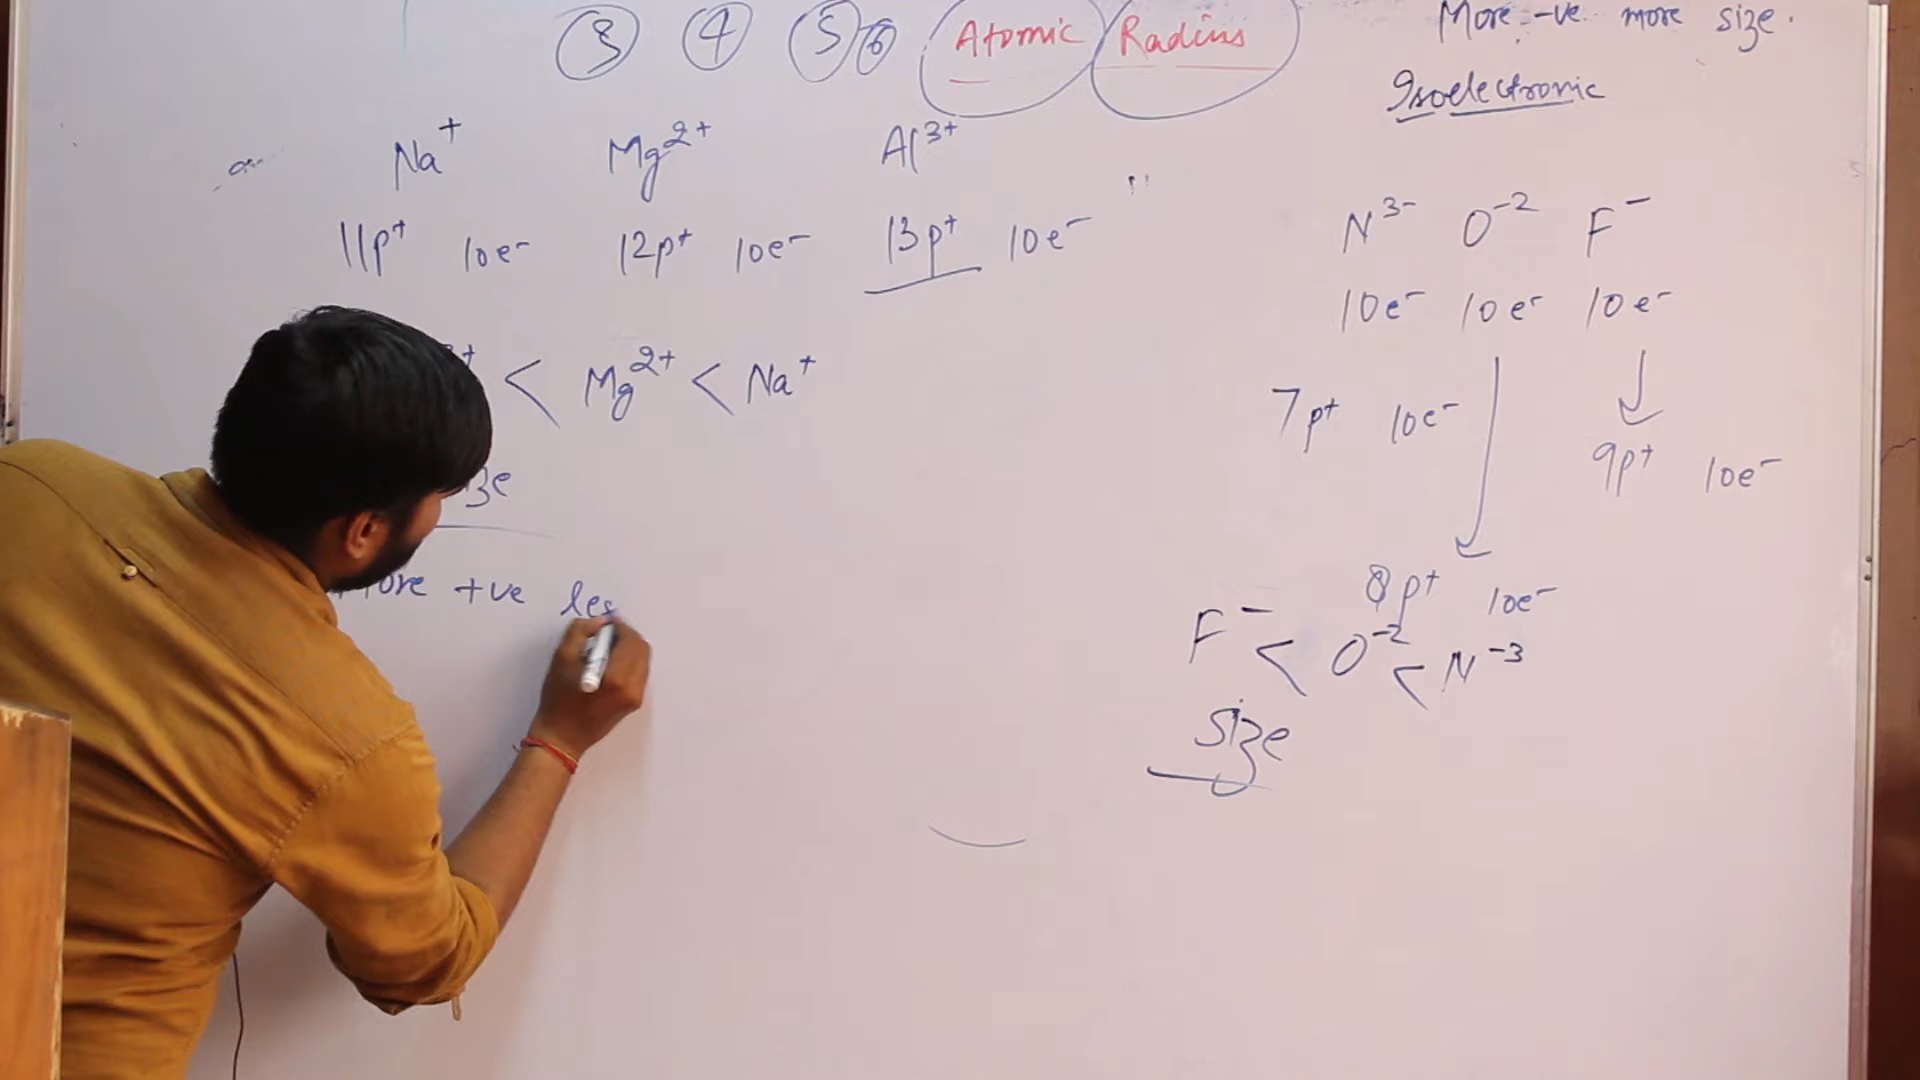 3 4 5 6 Atomic Radius
More -ve more size.
Isoelectronic
Na+ Mg2+ Al3+
11p+ 10e- 12p+ 10e- 13p+ 10e-
< Mg2+ < Na+
More +ve les
N3- O-2 F-
10e- 10e- 10e-
7p+ 10e-
9p+ 10e-
8p+ 10e-
F- < O-2 < N-3
Size